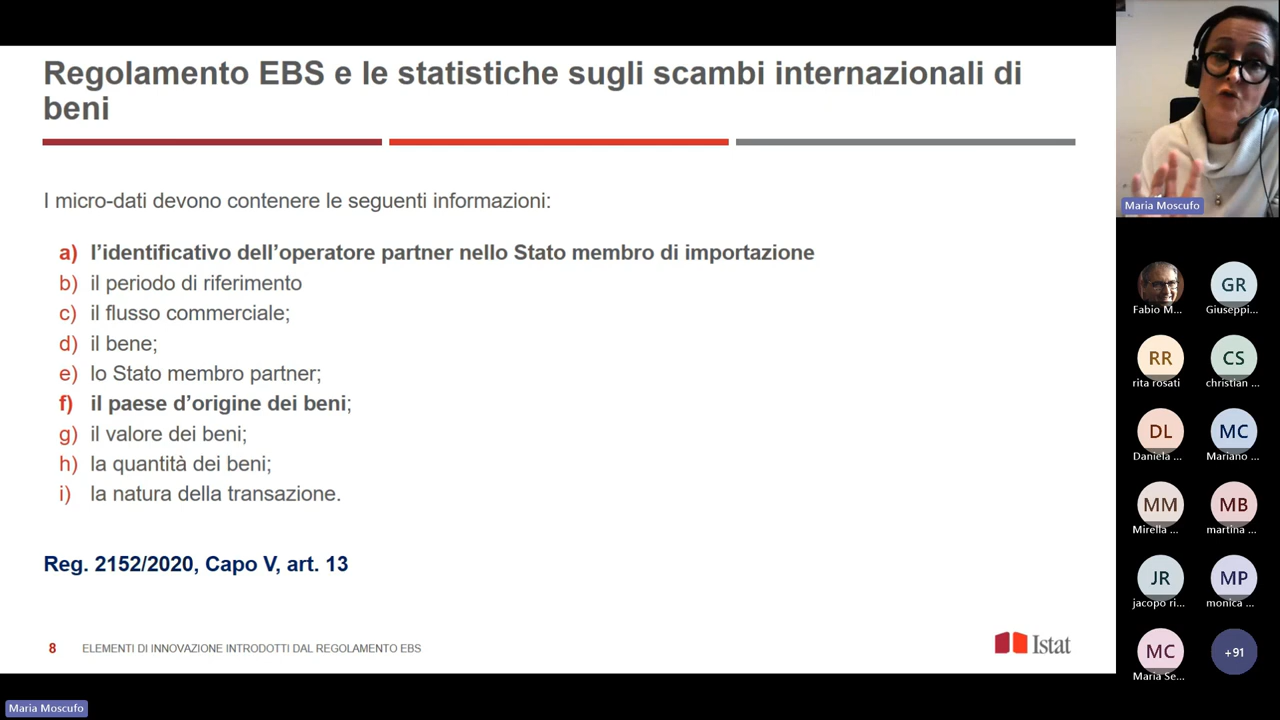 Regolamento EBS e le statistiche sugli scambi internazionali di
beni
I micro-dati devono contenere le seguenti informazioni:
a) l'identificativo dell'operatore partner nello Stato membro di importazione
b) il periodo di riferimento
c) il flusso commerciale;
d) il bene;
e) lo Stato membro partner;
f) il paese d'origine dei beni;
g) il valore dei beni;
h) la quantità dei beni;
i) la natura della transazione.
Reg. 2152/2020, Capo V, art. 13
8 ELEMENTI DI INNOVAZIONE INTRODOTTI DAL REGOLAMENTO EBS
Istat
Maria Moscufo
Fabio M...
GR
Giuseppi...
RR
rita rosati
CS
christian ...
DL
Daniela ...
MC
Mariano ...
MM
Mirella ...
MB
martina ...
JR
jacopo ri...
MP
monica ...
MC
Maria Se...
+91
Maria Moscufo